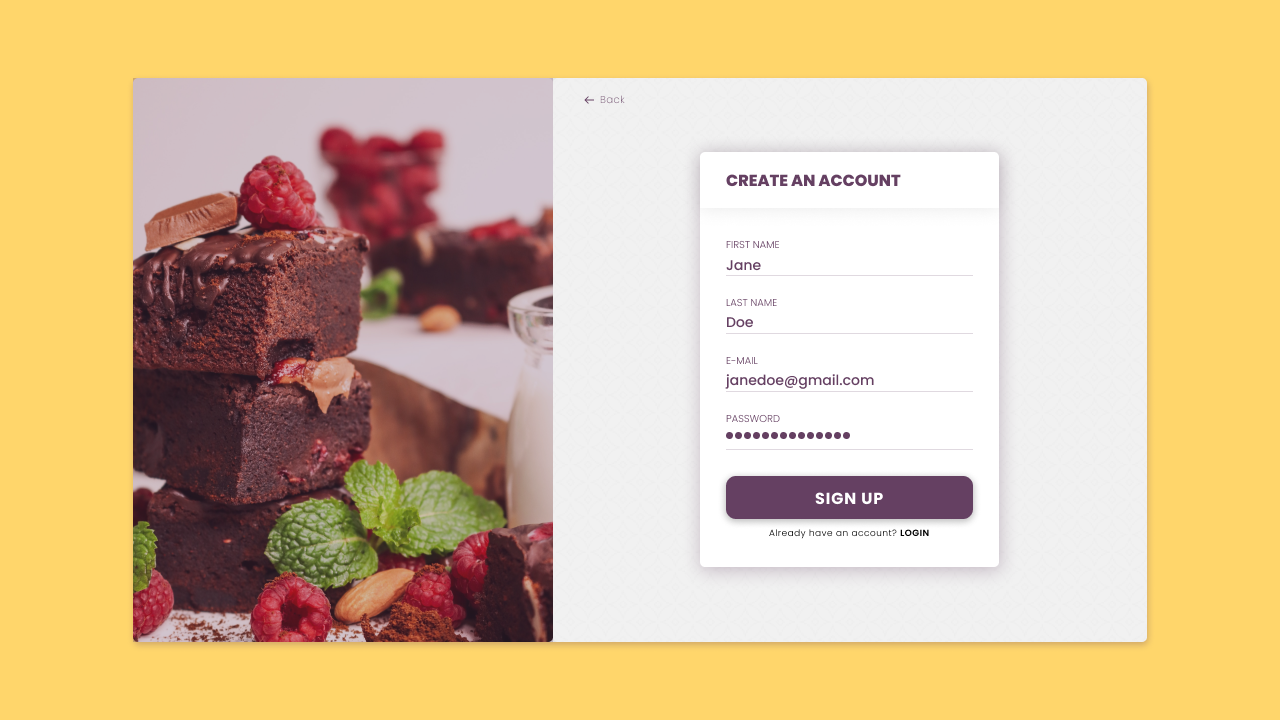 Back
CREATE AN ACCOUNT
FIRST NAME
Jane
LAST NAME
Doe
E-MAIL
janedoe@gmail.com
PASSWORD
●●●●●●●●●●●●●●
SIGN UP
Already have an account? LOGIN